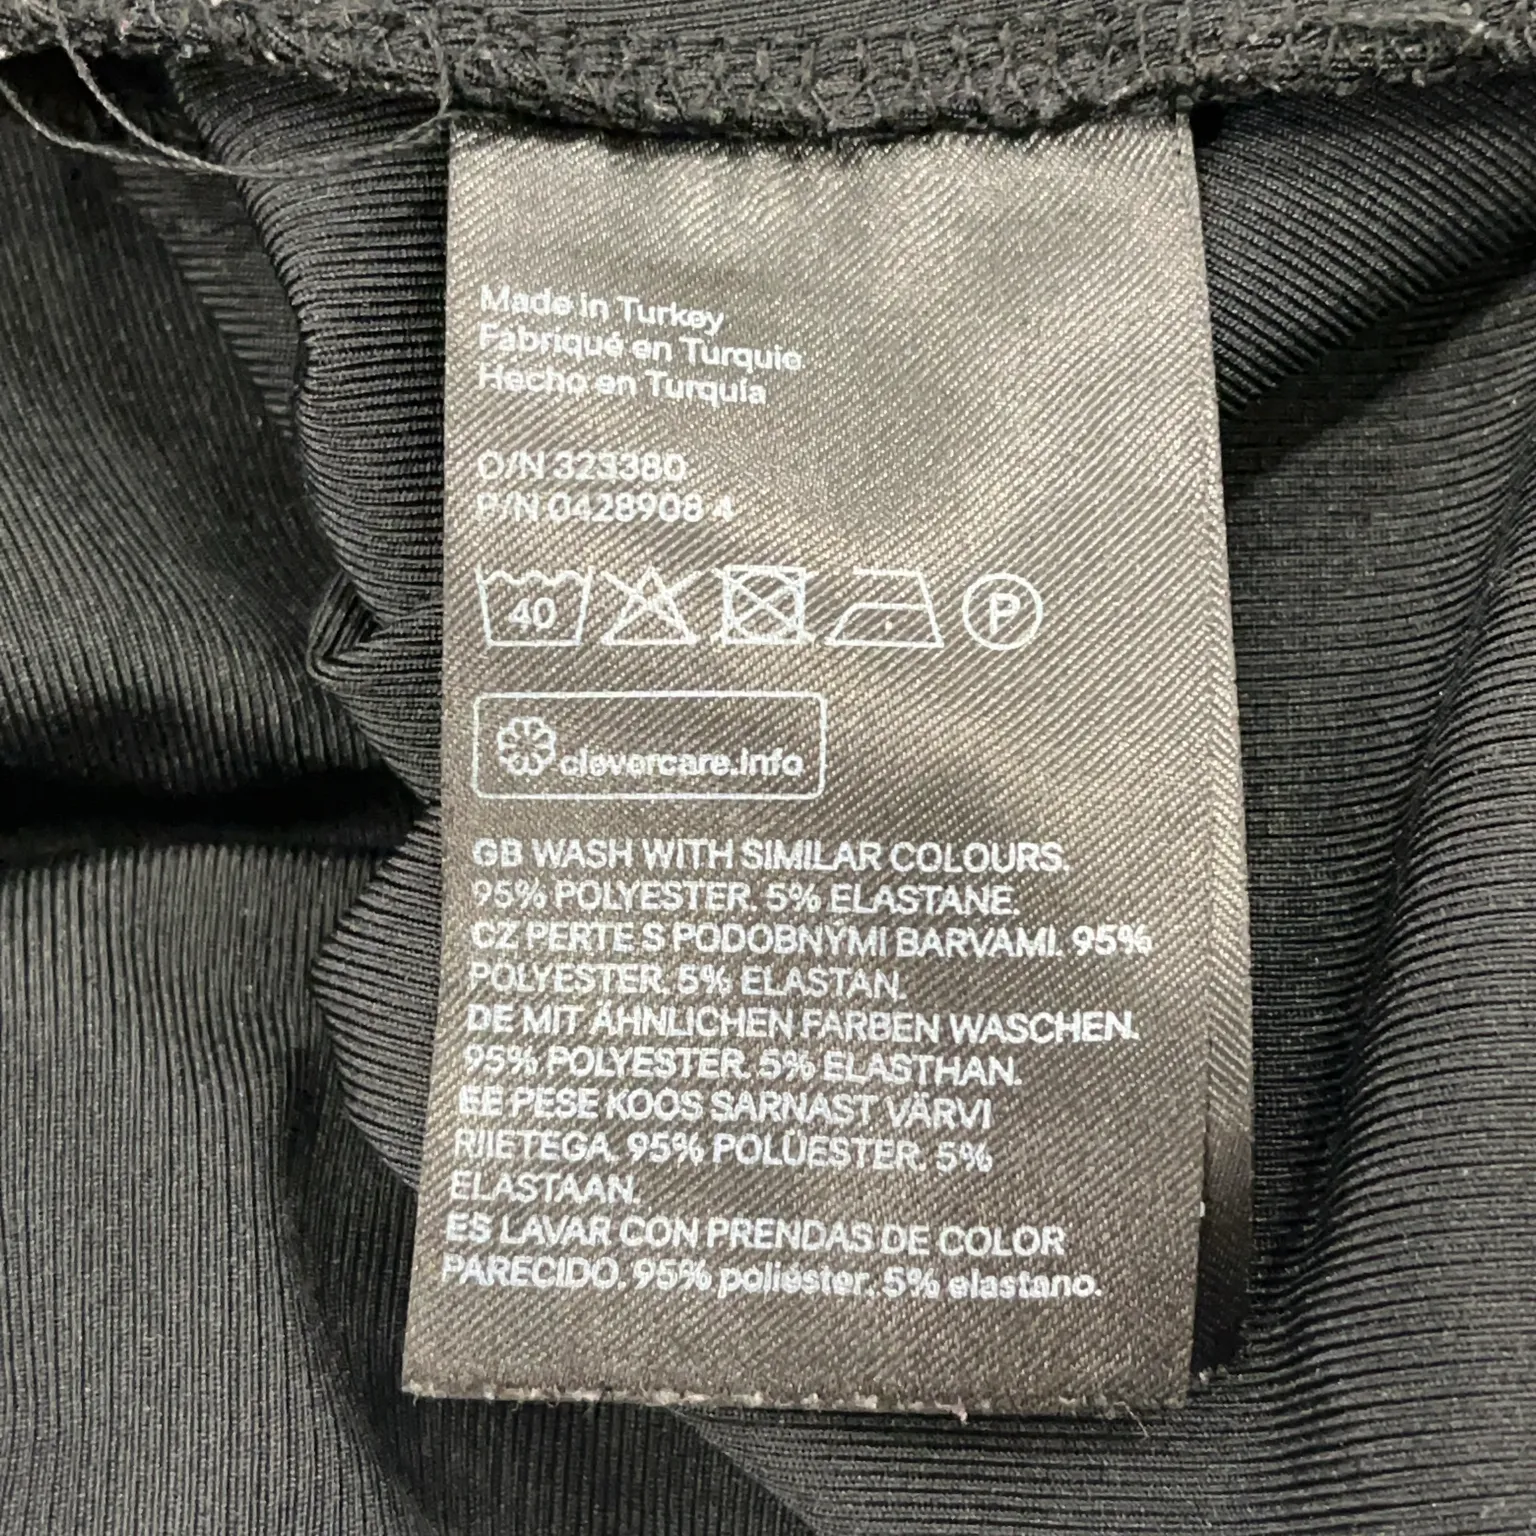 Made in Turkey
Fabriqué en Turquie
Hecho en Turquía
O/N 323380
P/N 0428908 4
40
P
clevercare.info
GB WASH WITH SIMILAR COLOURS.
95% POLYESTER. 5% ELASTANE.
CZ PERTE S PODOBNÝMI BARVAMI. 95%
POLYESTER. 5% ELASTAN.
DE MIT ÄHNLICHEN FARBEN WASCHEN.
95% POLYESTER. 5% ELASTHAN.
EE PESE KOOS SARNAST VÄRVI
RIIETEGA. 95% POLÜESTER. 5%
ELASTAAN.
ES LAVAR CON PRENDAS DE COLOR
PARECIDO. 95% poliéster. 5% elastano.